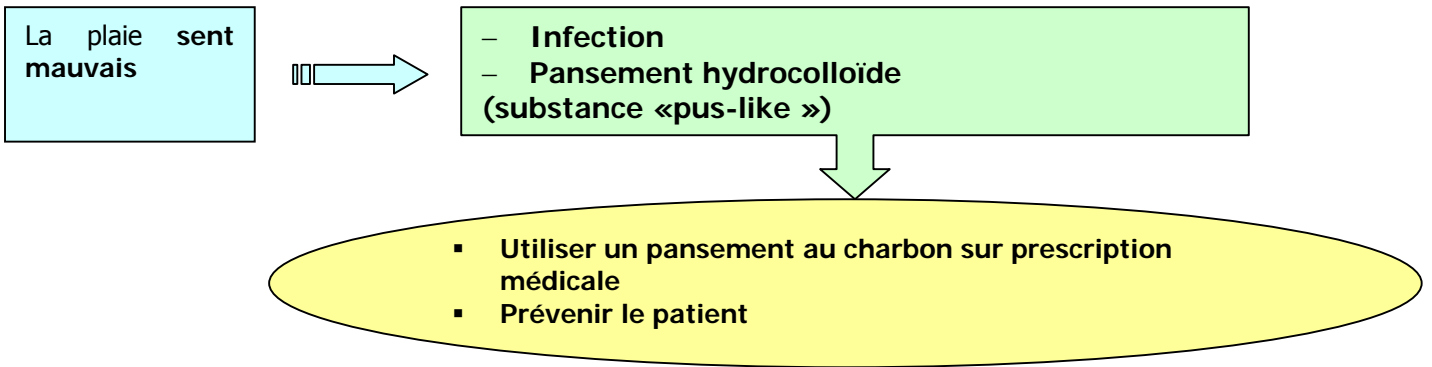 La plaie sent
mauvais
– Infection
– Pansement hydrocolloïde
(substance «pus-like »)
▪ Utiliser un pansement au charbon sur prescription
médicale
▪ Prévenir le patient